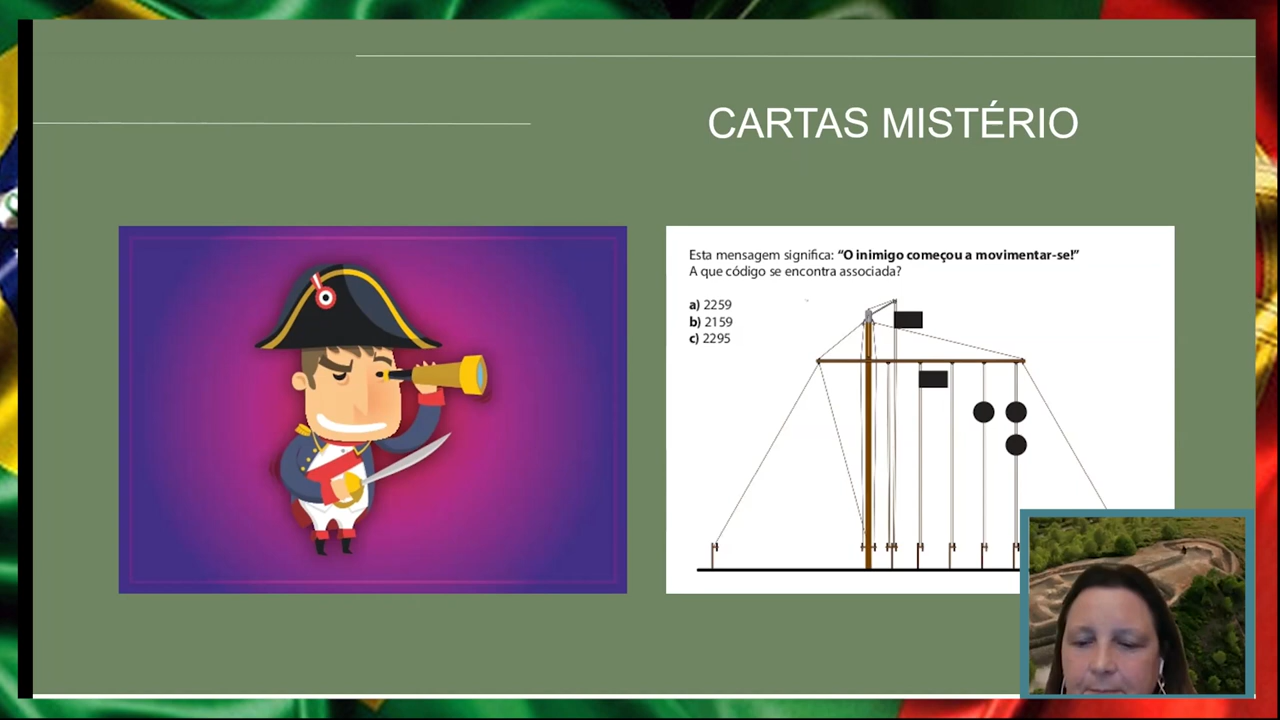 CARTAS MISTÉRIO
Esta mensagem significa: “O inimigo começou a movimentar-se!”
A que código se encontra associada?
a) 2259
b) 2159
c) 2295